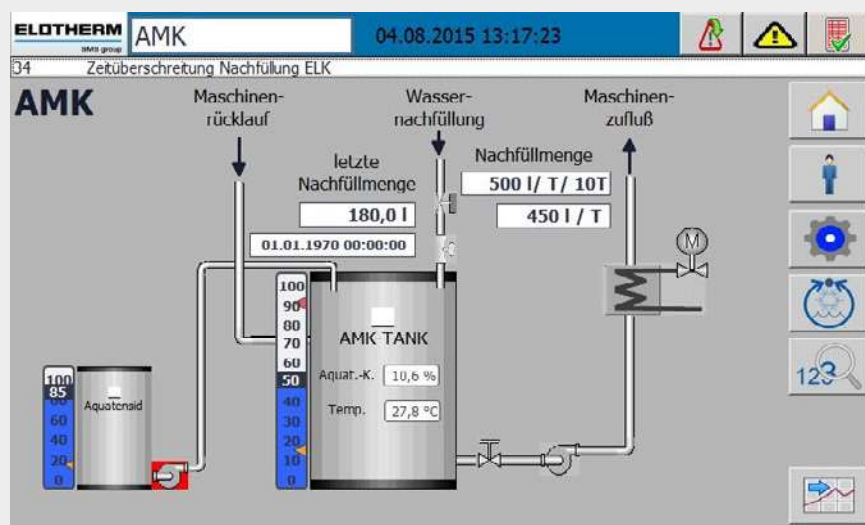 ELOTHERM
SMS group
AMK
04.08.2015 13:17:23
34 Zeitüberschreitung Nachfüllung ELK
AMK
Maschinen-
rücklauf
Wasser-
nachfüllung
Maschinen-
zufluß
letzte
Nachfüllmenge
180,0 l
01.01.1970 00:00:00
Nachfüllmenge
500 l/ T/ 10T
450 l / T
M
100
90
80
70
60
50
40
30
20
10
0
AMK TANK
Aquat.-K. 10,6 %
Temp. 27,8 °C
100
85
60
40
20
0
Aquatensid
123